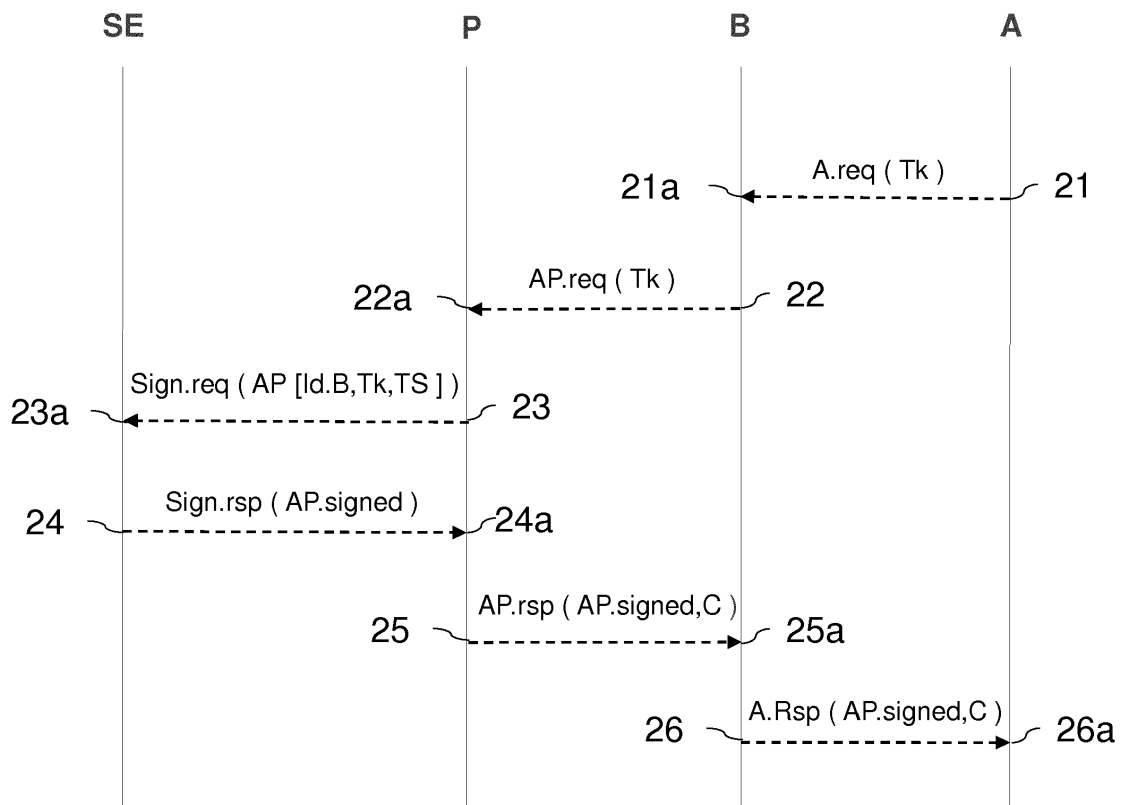 SE P B A
A.req ( Tk )
21a 21
AP.req ( Tk )
22a 22
Sign.req ( AP [Id.B,Tk,TS ] )
23a 23
Sign.rsp ( AP.signed )
24 24a
AP.rsp ( AP.signed,C )
25 25a
A.Rsp ( AP.signed,C )
26 26a